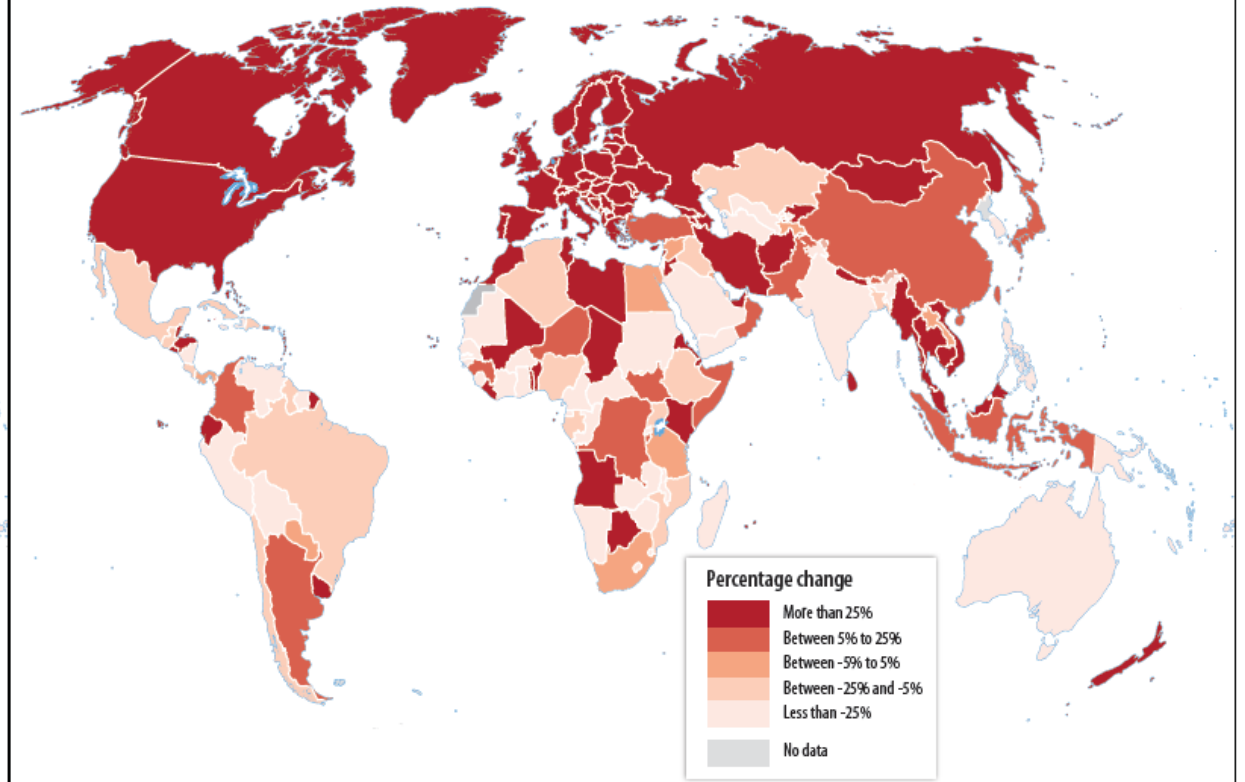 Percentage change
More than 25%
Between 5% to 25%
Between -5% to 5%
Between -25% and -5%
Less than -25%
No data